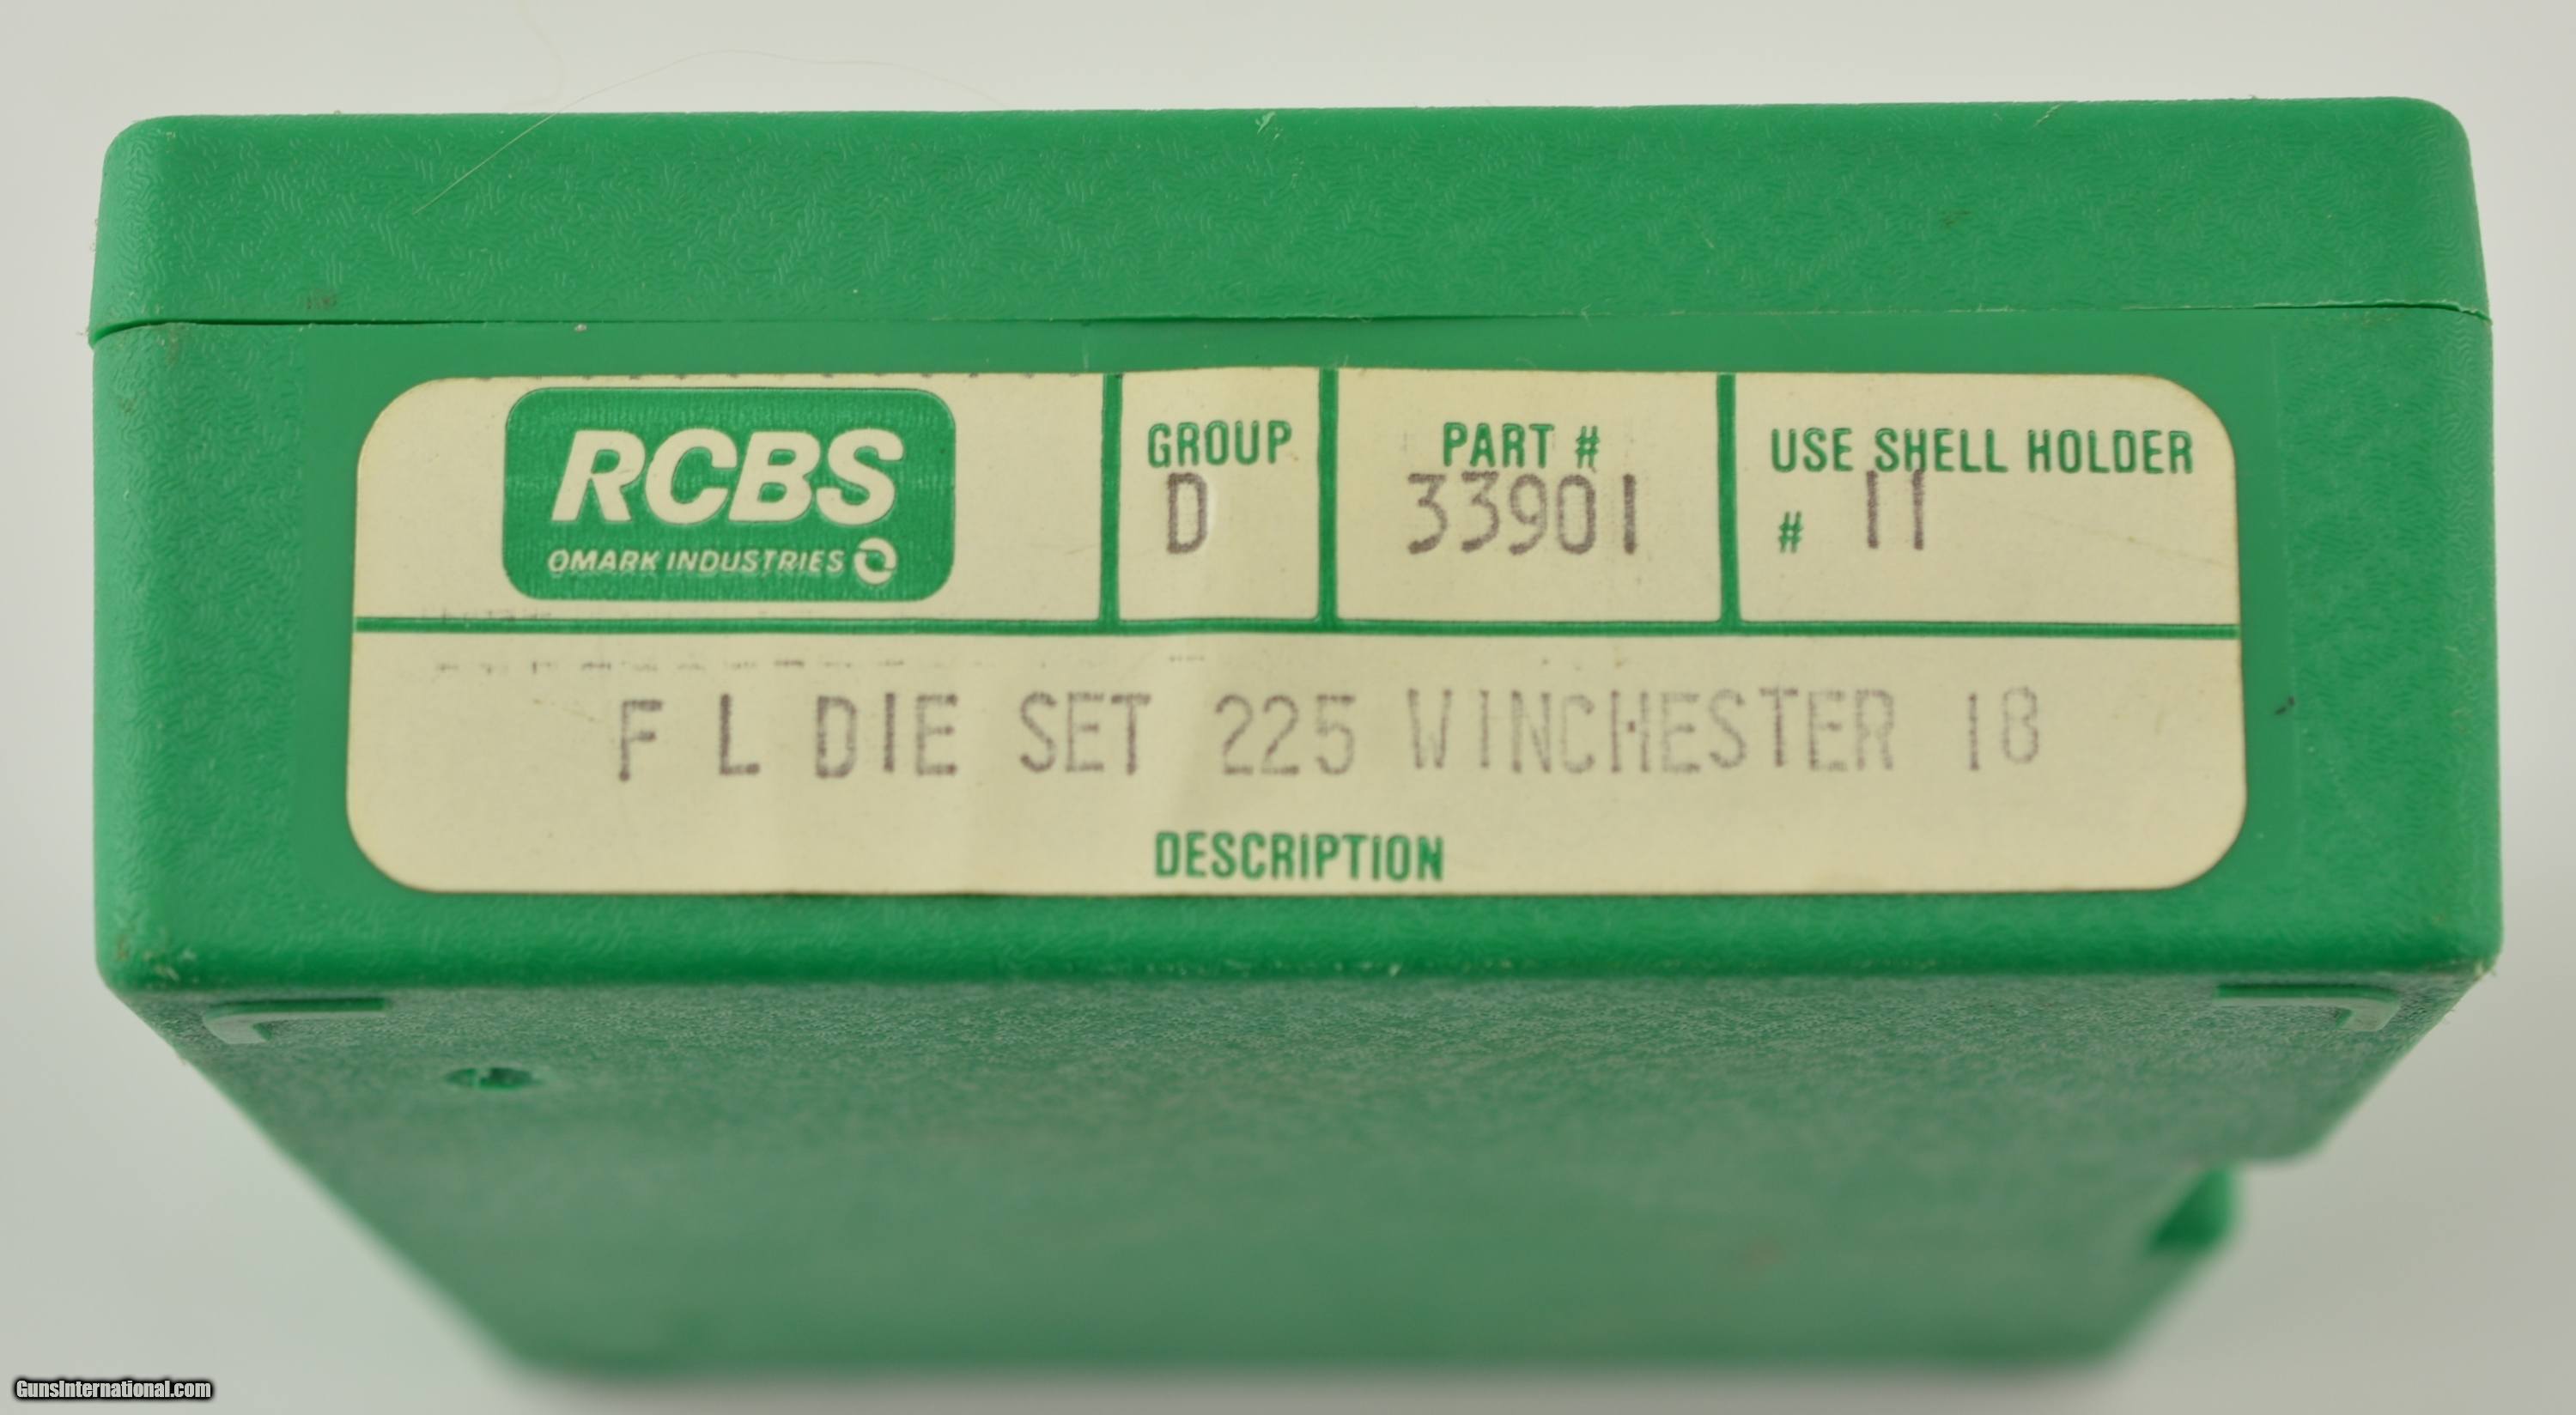 RCBS
OMARK INDUSTRIES
GROUP
D
PART #
33901
USE SHELL HOLDER
# 11
F L DIE SET 225 WINCHESTER 18
DESCRIPTION
GunsInternational.com